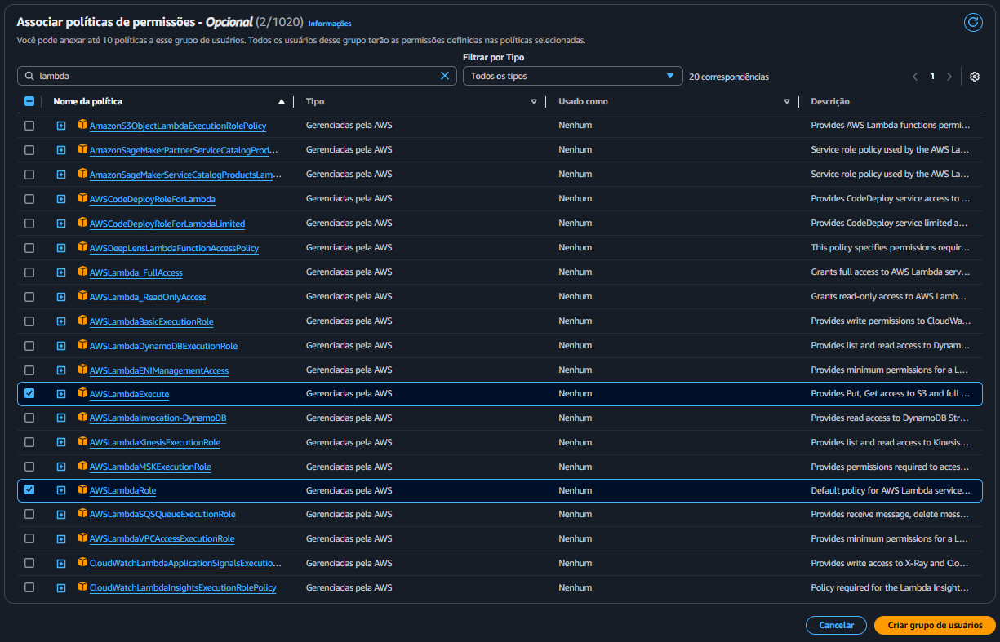 Associar políticas de permissões - Opcional (2/1020) Informações
Você pode anexar até 10 políticas a esse grupo de usuários. Todos os usuários desse grupo terão as permissões definidas nas políticas selecionadas.
Filtrar por Tipo
lambda Todos os tipos 20 correspondências 1
Nome da política Tipo Usado como Descrição
AmazonS3ObjectLambdaExecutionRolePolicy Gerenciadas pela AWS Nenhum Provides AWS Lambda functions permi...
AmazonSageMakerPartnerServiceCatalogProd... Gerenciadas pela AWS Nenhum Service role policy used by the AWS La...
AmazonSageMakerServiceCatalogProductsLam... Gerenciadas pela AWS Nenhum Service role policy used by the AWS La...
AWSCodeDeployRoleForLambda Gerenciadas pela AWS Nenhum Provides CodeDeploy service access to ...
AWSCodeDeployRoleForLambdaLimited Gerenciadas pela AWS Nenhum Provides CodeDeploy service limited a...
AWSDeepLensLambdaFunctionAccessPolicy Gerenciadas pela AWS Nenhum This policy specifies permissions requir...
AWSLambda_FullAccess Gerenciadas pela AWS Nenhum Grants full access to AWS Lambda serv...
AWSLambda_ReadOnlyAccess Gerenciadas pela AWS Nenhum Grants read-only access to AWS Lamb...
AWSLambdaBasicExecutionRole Gerenciadas pela AWS Nenhum Provides write permissions to CloudWa...
AWSLambdaDynamoDBExecutionRole Gerenciadas pela AWS Nenhum Provides list and read access to Dynam...
AWSLambdaENIManagementAccess Gerenciadas pela AWS Nenhum Provides minimum permissions for a L...
AWSLambdaExecute Gerenciadas pela AWS Nenhum Provides Put, Get access to S3 and full ...
AWSLambdaInvocation-DynamoDB Gerenciadas pela AWS Nenhum Provides read access to DynamoDB Str...
AWSLambdaKinesisExecutionRole Gerenciadas pela AWS Nenhum Provides list and read access to Kinesis...
AWSLambdaMSKExecutionRole Gerenciadas pela AWS Nenhum Provides permissions required to acces...
AWSLambdaRole Gerenciadas pela AWS Nenhum Default policy for AWS Lambda service...
AWSLambdaSQSQueueExecutionRole Gerenciadas pela AWS Nenhum Provides receive message, delete mess...
AWSLambdaVPCAccessExecutionRole Gerenciadas pela AWS Nenhum Provides minimum permissions for a L...
CloudWatchLambdaApplicationSignalsExecutio... Gerenciadas pela AWS Nenhum Provides write access to X-Ray and Clo...
CloudWatchLambdaInsightsExecutionRolePolicy Gerenciadas pela AWS Nenhum Policy required for the Lambda Insight...
Cancelar Criar grupo de usuários